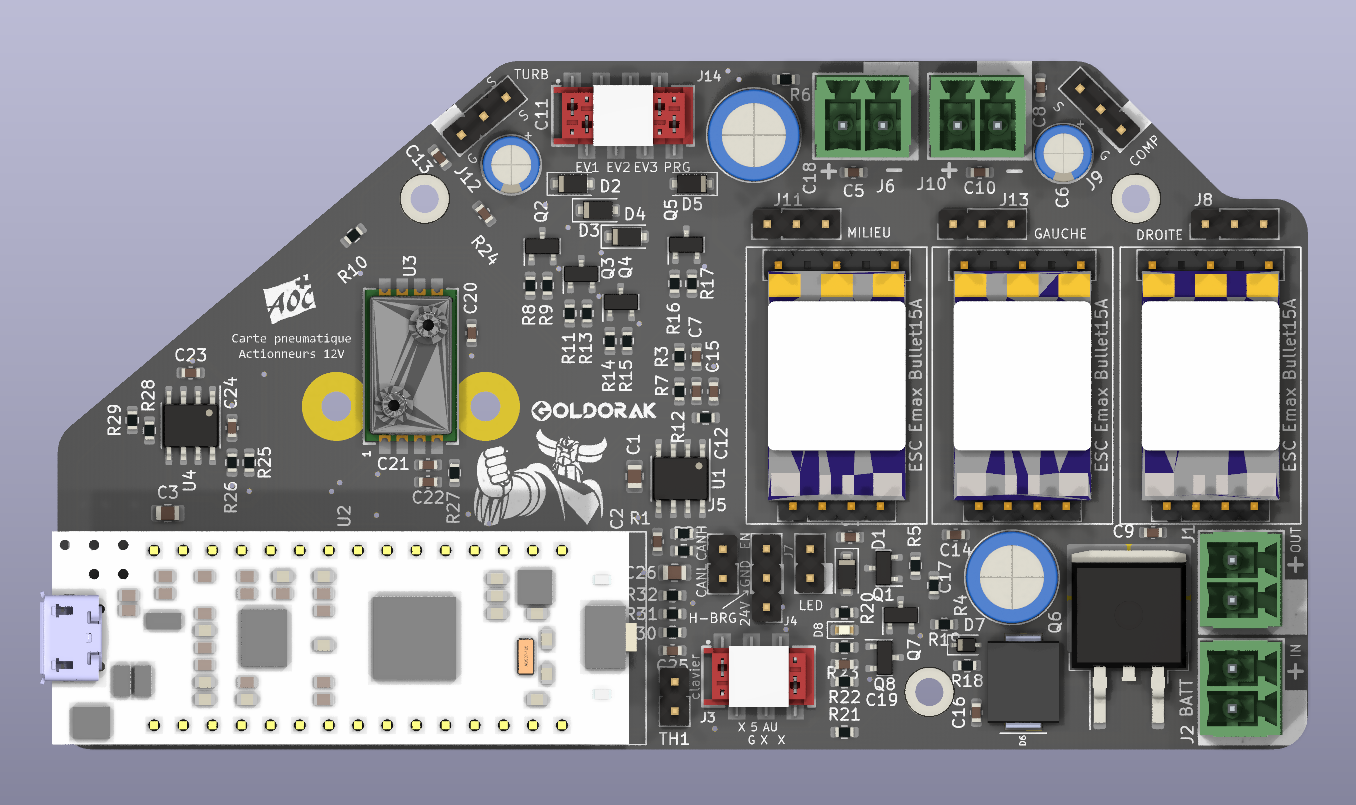 TURB
J14
S
S
R6
C8
S
C11
+
+
C13
G
J12
G
COMP
EV1 EV2 EV3 PRG
C18
+
C5
-
J6
J10
+
C10
-
C6
J9
D2
Q2
Q5
D5
J11
J13
J8
D4
D3
MILIEU
GAUCHE
DROITE
R24
R10
U3
Q3
Q4
R17
AOC
C20
R8
R9
R11
R13
R16
C7
Carte pneumatique
Actionneurs 12V
R14
R15
R3
C15
R7
ESC Emax Bullet15A
ESC Emax Bullet15A
ESC Emax Bullet15A
C23
R28
C24
R29
GOLDORAK
R12
C12
C1
1
C21
C22
R27
R26
R25
U4
U1
J5
C3
U2
C2
R1
CANH
CANL
EN
GND
24V
J7
D1
R5
C14
C9
J1
OUT
+
C26
R32
R31
R30
C25
H-BRG
J4
LED
D8
R20
Q1
C17
R4
R19
D7
Q6
Q7
IN
+
clavier
R23
R22
R21
Q8
C19
R18
C16
D6
J2 BATT
J3
TH1
X 5 AU
G X X